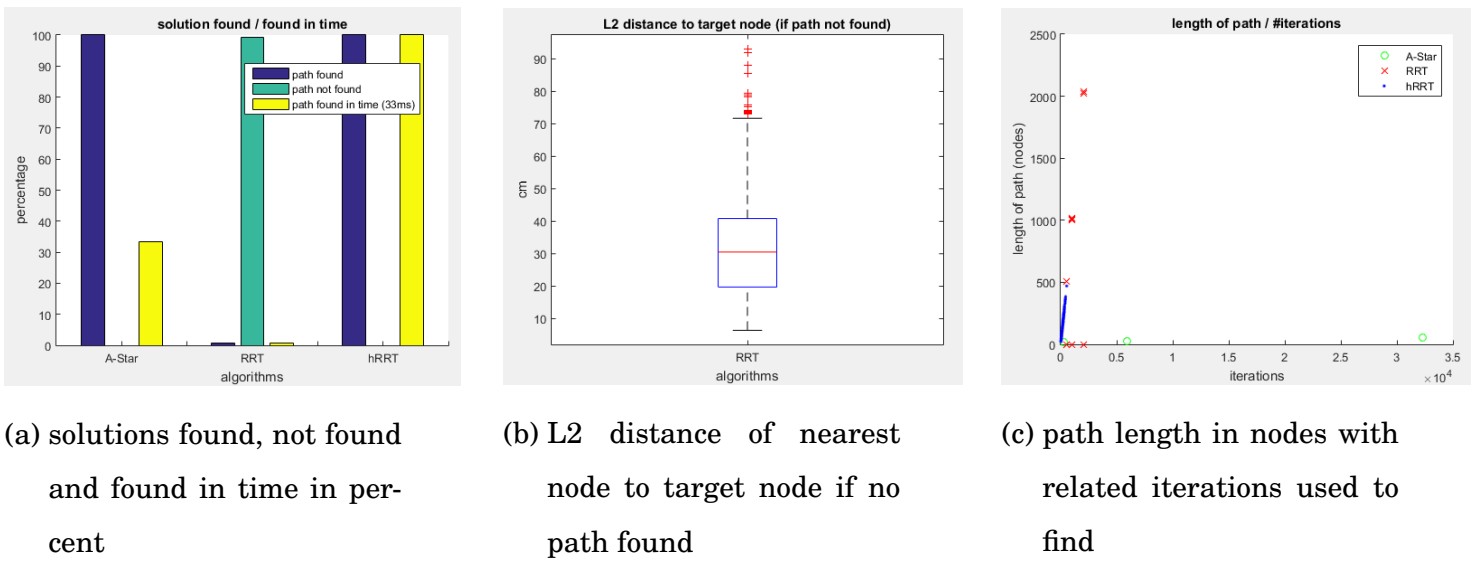 solution found / found in time
100
90
80
70
60
50
40
30
20
10
0
percentage
path found
path not found
path found in time (33ms)
A-Star RRT hRRT
algorithms
(a) solutions found, not found
and found in time in per-
cent
L2 distance to target node (if path not found)
90
80
70
60
50
40
30
20
10
cm
RRT
algorithms
(b) L2 distance of nearest
node to target node if no
path found
length of path / #iterations
2500
2000
1500
1000
500
0
length of path (nodes)
A-Star
RRT
hRRT
0 0.5 1 1.5 2 2.5 3 3.5
× 10^4
iterations
(c) path length in nodes with
related iterations used to
find